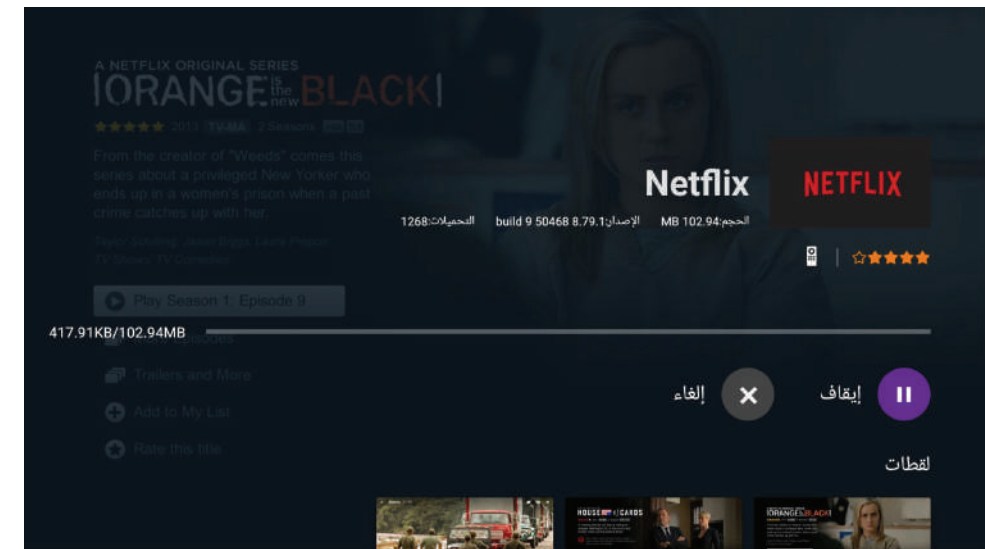 A NETFLIX ORIGINAL SERIES
ORANGE is the new BLACK
2013 TV-MA 2 Seasons
From the creator of "Weeds" comes this
series about a privileged New Yorker who
ends up in a women's prison when a past
crime catches up with her.
Taylor Schilling, Jason Biggs, Laura Prepon
TV Shows, TV Comedies
Play Season 1: Episode 9
More Episodes
Trailers and More
Add to My List
Rate this title
Netflix
NETFLIX
الحجم:102.94 MB الإصدار:8.79.1 build 9 50468 التحميلات:1268
417.91KB/102.94MB
إيقاف
إلغاء
لقطات
HOUSE of CARDS
ORANGE is the new BLACK